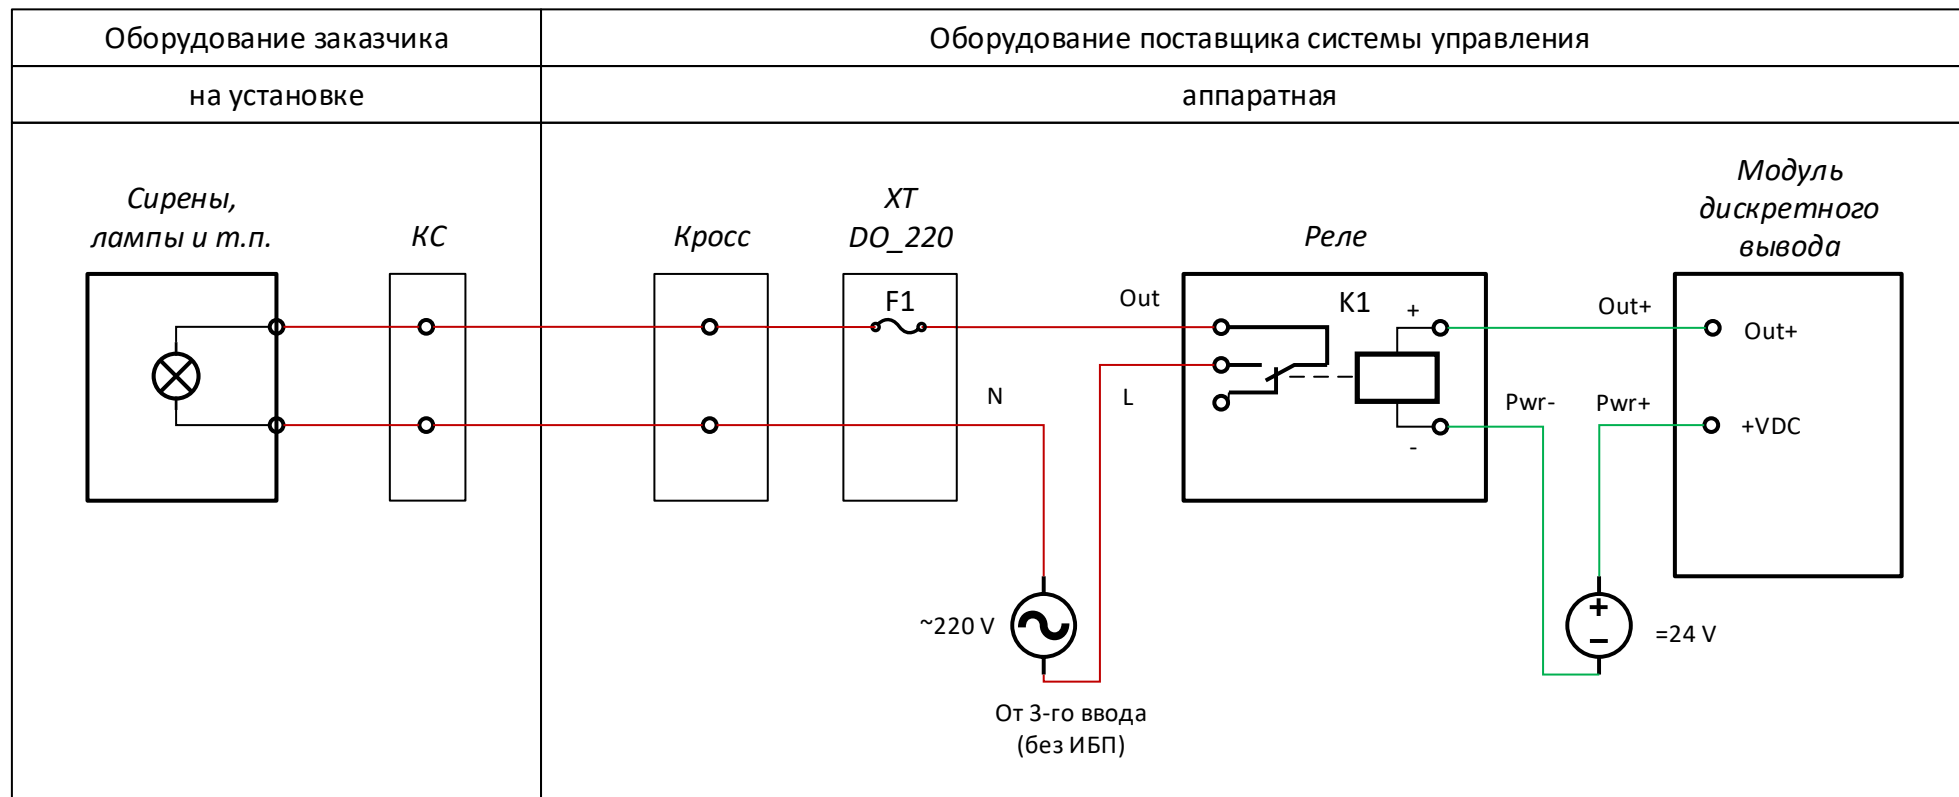 Оборудование заказчика
Оборудование поставщика системы управления
на установке
аппаратная
Сирены,
лампы и т.п.
КС
Кросс
XT
DO_220
Реле
Модуль
дискретного
вывода
F1
Out
K1
+
Out+
Out+
N
L
Pwr-
Pwr+
+VDC
-
~220 V
=24 V
От 3-го ввода
(без ИБП)